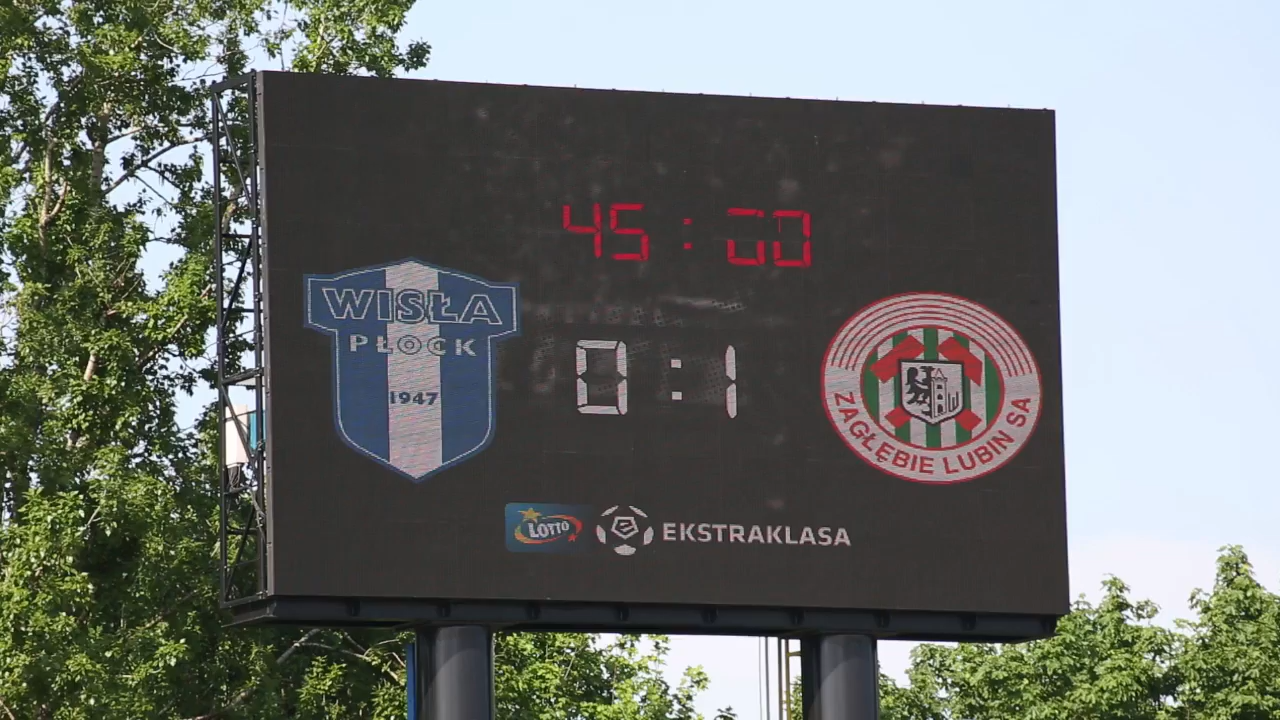 45 : 00
WISŁA
PŁOCK
1947
0 : 1
ZAGŁĘBIE LUBIN SA
LOTTO EKSTRAKLASA